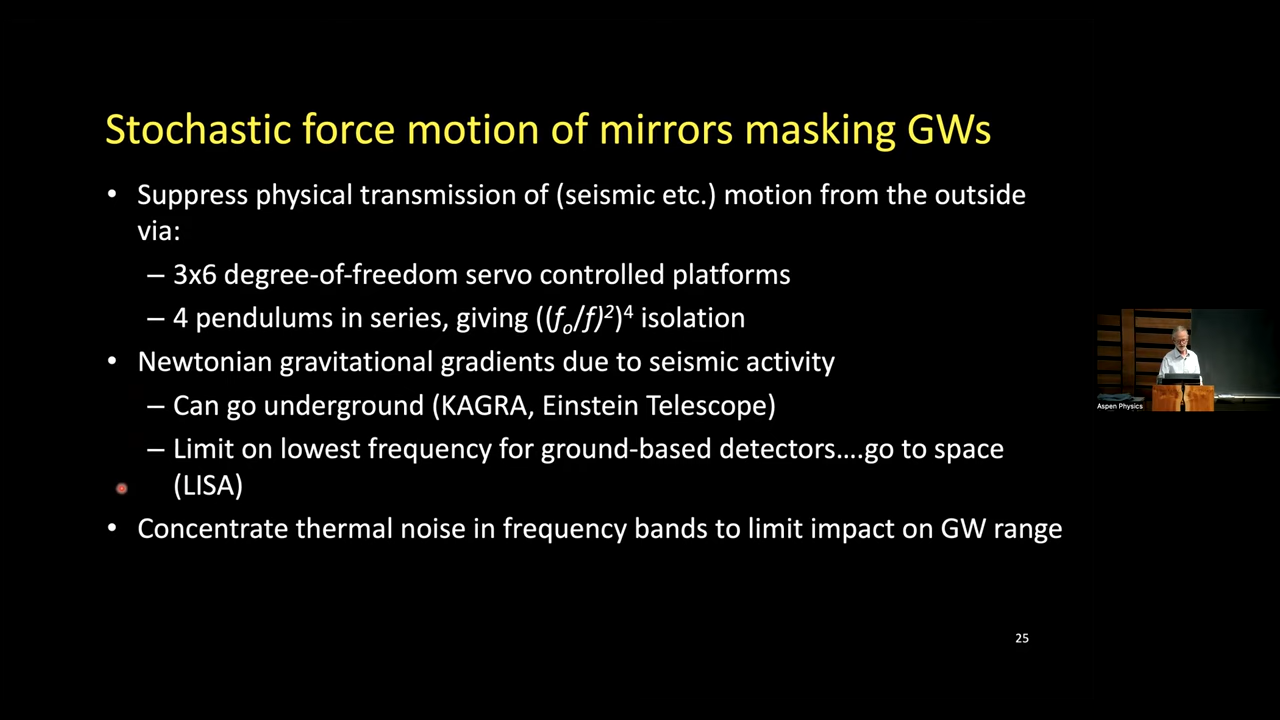 Stochastic force motion of mirrors masking GWs
• Suppress physical transmission of (seismic etc.) motion from the outside
via:
– 3x6 degree-of-freedom servo controlled platforms
– 4 pendulums in series, giving ((fo/f)2)4 isolation
• Newtonian gravitational gradients due to seismic activity
– Can go underground (KAGRA, Einstein Telescope)
– Limit on lowest frequency for ground-based detectors....go to space
(LISA)
• Concentrate thermal noise in frequency bands to limit impact on GW range
Aspen Physics
25